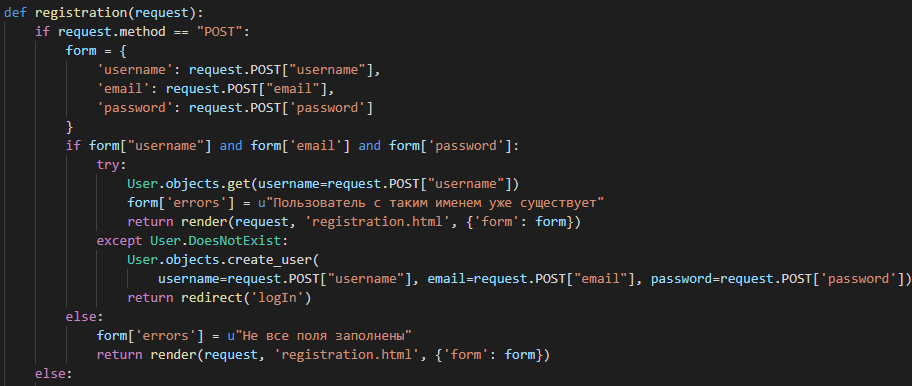 def registration(request):
    if request.method == "POST":
        form = {
            'username': request.POST["username"],
            'email': request.POST["email"],
            'password': request.POST['password']
        }
        if form["username"] and form['email'] and form['password']:
            try:
                User.objects.get(username=request.POST["username"])
                form['errors'] = u"Пользователь с таким именем уже существует"
                return render(request, 'registration.html', {'form': form})
            except User.DoesNotExist:
                User.objects.create_user(
                    username=request.POST["username"], email=request.POST["email"], password=request.POST['password'])
                return redirect('logIn')
        else:
            form['errors'] = u"Не все поля заполнены"
            return render(request, 'registration.html', {'form': form})
    else: